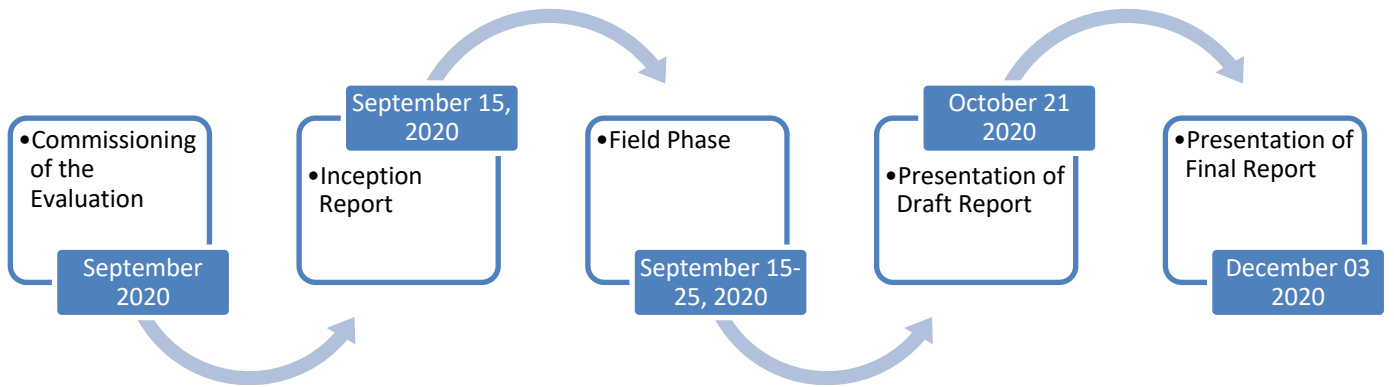 •Commissioning
of the
Evaluation
September
2020
September 15,
2020
•Inception
Report
•Field Phase
September 15-
25, 2020
October 21
2020
•Presentation of
Draft Report
•Presentation of
Final Report
December 03
2020